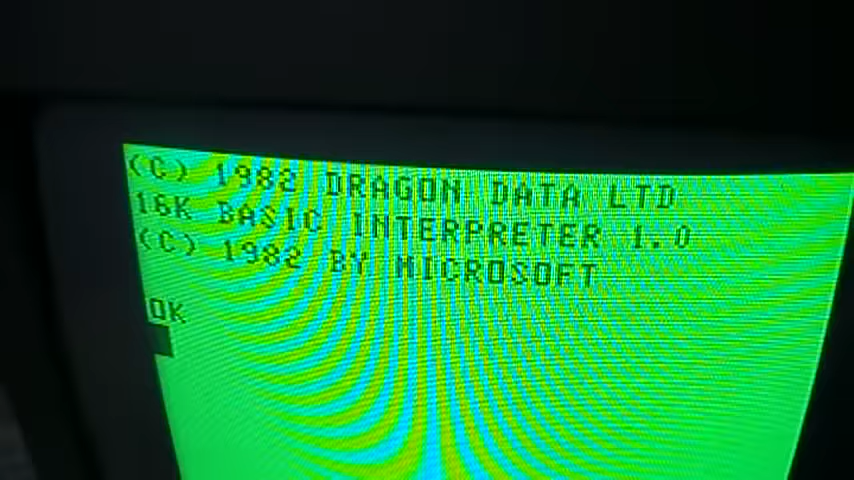 (C) 1982 DRAGON DATA LTD
16K BASIC INTERPRETER 1.0
(C) 1982 BY MICROSOFT
OK